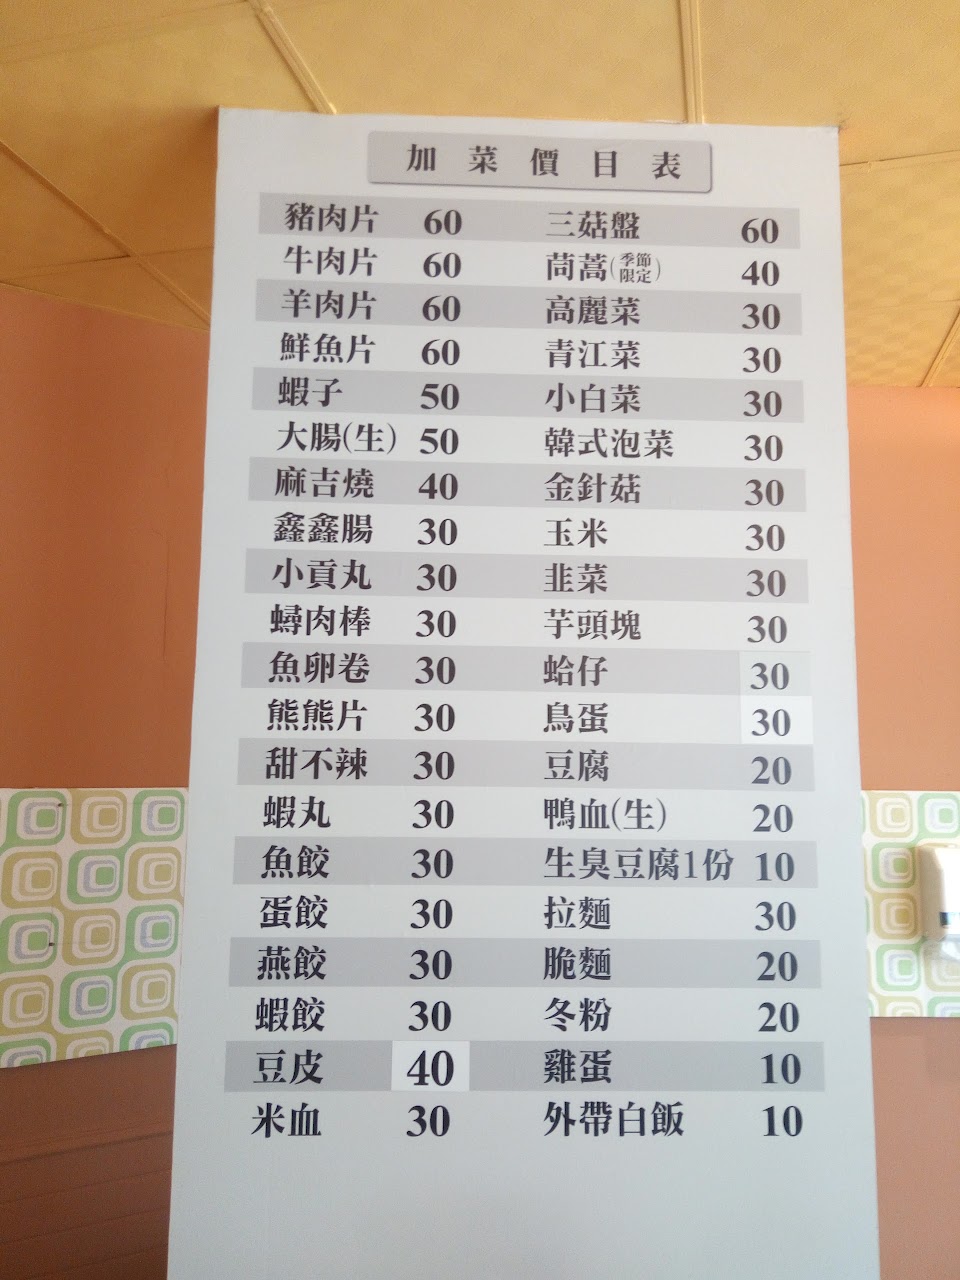 加菜價目表
豬肉片 60
牛肉片 60
羊肉片 60
鮮魚片 60
蝦子 50
大腸(生) 50
麻吉燒 40
鑫鑫腸 30
小貢丸 30
蟳肉棒 30
魚卵卷 30
熊熊片 30
甜不辣 30
蝦丸 30
魚餃 30
蛋餃 30
燕餃 30
蝦餃 30
豆皮 40
米血 30
三菇盤 60
茼蒿(季節限定) 40
高麗菜 30
青江菜 30
小白菜 30
韓式泡菜 30
金針菇 30
玉米 30
韭菜 30
芋頭塊 30
蛤仔 30
鳥蛋 30
豆腐 20
鴨血(生) 20
生臭豆腐1份 10
拉麵 30
脆麵 20
冬粉 20
雞蛋 10
外帶白飯 10